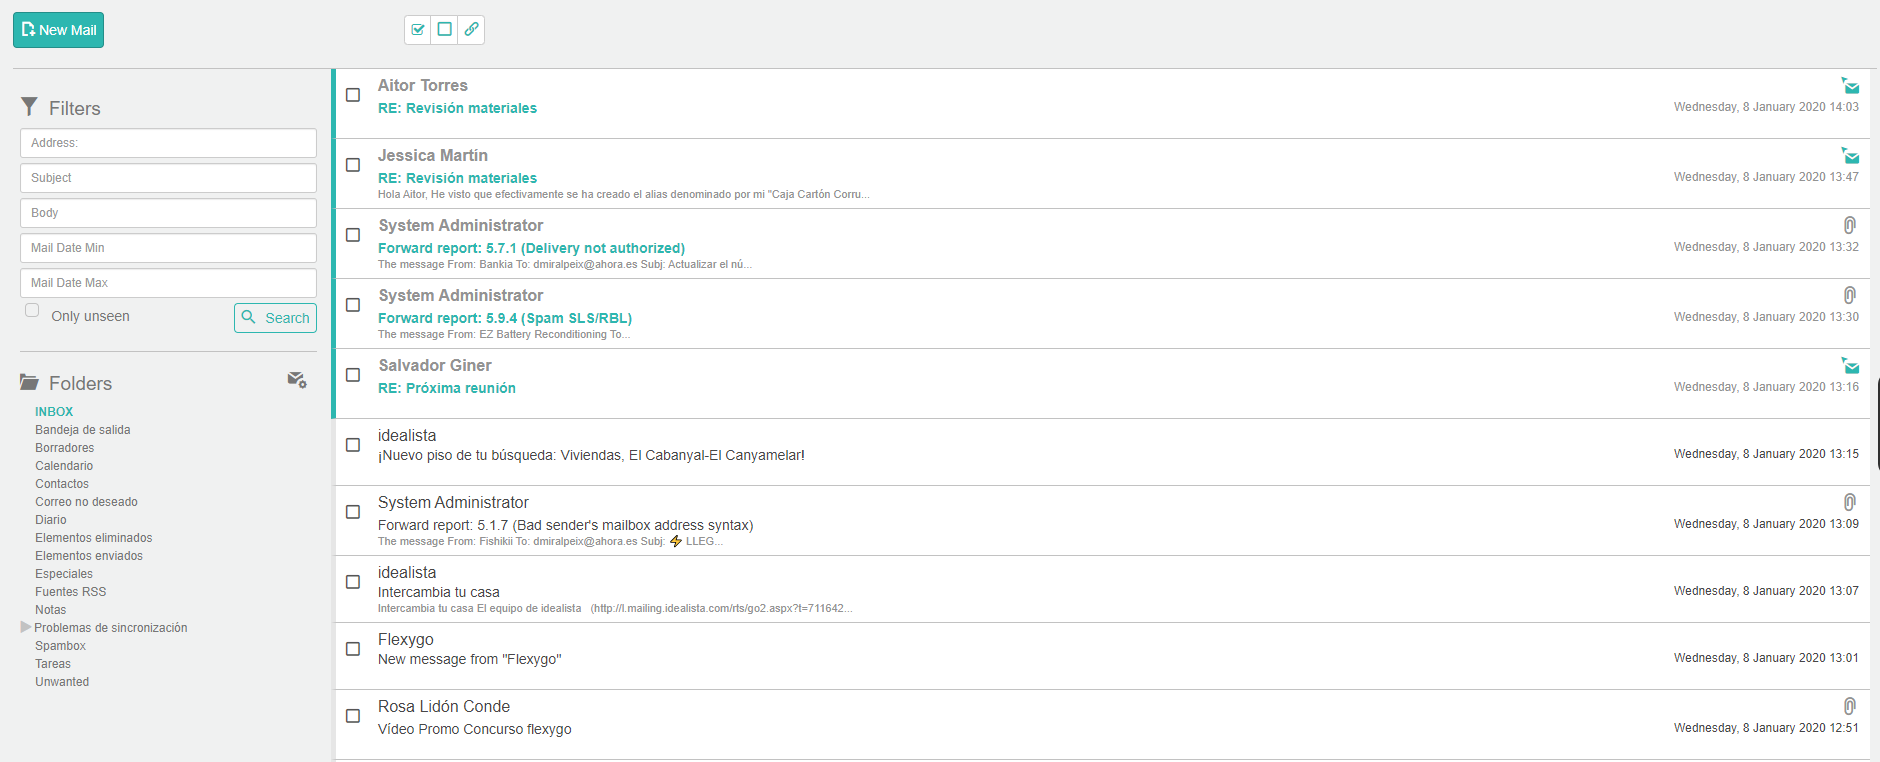 New Mail
Filters
Address:
Subject
Body
Mail Date Min
Mail Date Max
Only unseen
Search
Folders
INBOX
Bandeja de salida
Borradores
Calendario
Contactos
Correo no deseado
Diario
Elementos eliminados
Elementos enviados
Especiales
Fuentes RSS
Notas
Problemas de sincronización
Spambox
Tareas
Unwanted
Aitor Torres
RE: Revisión materiales
Wednesday, 8 January 2020 14:03
Jessica Martín
RE: Revisión materiales
Wednesday, 8 January 2020 13:47
Hola Aitor, He visto que efectivamente se ha creado el alias denominado por mi "Caja Cartón Corru...
System Administrator
Forward report: 5.7.1 (Delivery not authorized)
Wednesday, 8 January 2020 13:32
The message From: Bankia To: dmiralpeix@ahora.es Subj: Actualizar el nú...
System Administrator
Forward report: 5.9.4 (Spam SLS/RBL)
Wednesday, 8 January 2020 13:30
The message From: EZ Battery Reconditioning To...
Salvador Giner
RE: Próxima reunión
Wednesday, 8 January 2020 13:16
idealista
¡Nuevo piso de tu búsqueda: Viviendas, El Cabanyal-El Canyamelar!
Wednesday, 8 January 2020 13:15
System Administrator
Forward report: 5.1.7 (Bad sender's mailbox address syntax)
Wednesday, 8 January 2020 13:09
The message From: Fishikii To: dmiralpeix@ahora.es Subj: ⚡ LLEG...
idealista
Intercambia tu casa
Wednesday, 8 January 2020 13:07
Intercambia tu casa El equipo de idealista (http://l.mailing.idealista.com/rts/go2.aspx?t=711642...
Flexygo
New message from "Flexygo"
Wednesday, 8 January 2020 13:01
Rosa Lidón Conde
Vídeo Promo Concurso flexygo
Wednesday, 8 January 2020 12:51